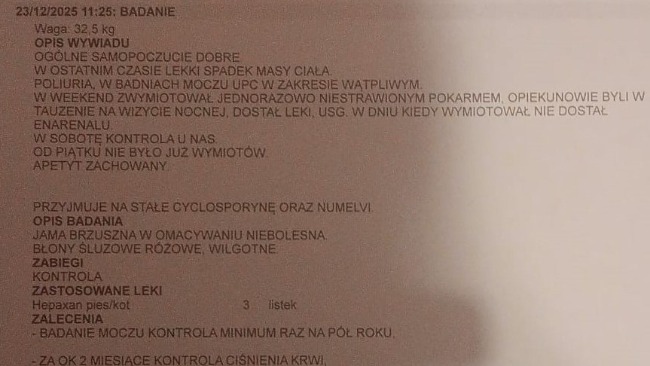 23/12/2025 11:25: BADANIE
Waga: 32,5 kg
OPIS WYWIADU
OGÓLNE SAMOPOCZUCIE DOBRE.
W OSTATNIM CZASIE LEKKI SPADEK MASY CIAŁA.
POLIURIA, W BADNIACH MOCZU UPC W ZAKRESIE WĄTPLIWYM.
W WEEKEND ZWYMIOTOWAŁ JEDNORAZOWO NIESTRAWIONYM POKARMEM, OPIEKUNOWIE BYLI W
TAUZENIE NA WIZYCIE NOCNEJ, DOSTAŁ LEKI, USG. W DNIU KIEDY WYMIOTOWAŁ NIE DOSTAŁ
ENARENALU.
W SOBOTĘ KONTROLA U NAS.
OD PIĄTKU NIE BYŁO JUŻ WYMIOTÓW.
APETYT ZACHOWANY.
PRZYJMUJE NA STAŁE CYCLOSPORYNĘ ORAZ NUMELVI.
OPIS BADANIA
JAMA BRZUSZNA W OMACYWANIU NIEBOLESNA.
BŁONY ŚLUZOWE RÓŻOWE, WILGOTNE.
ZABIEGI
KONTROLA
ZASTOSOWANE LEKI
Hepaxan pies/kot 3 listek
ZALECENIA
- BADANIE MOCZU KONTROLA MINIMUM RAZ NA PÓŁ ROKU.
- ZA OK 2 MIESIĄCE KONTROLA CIŚNIENIA KRWI.